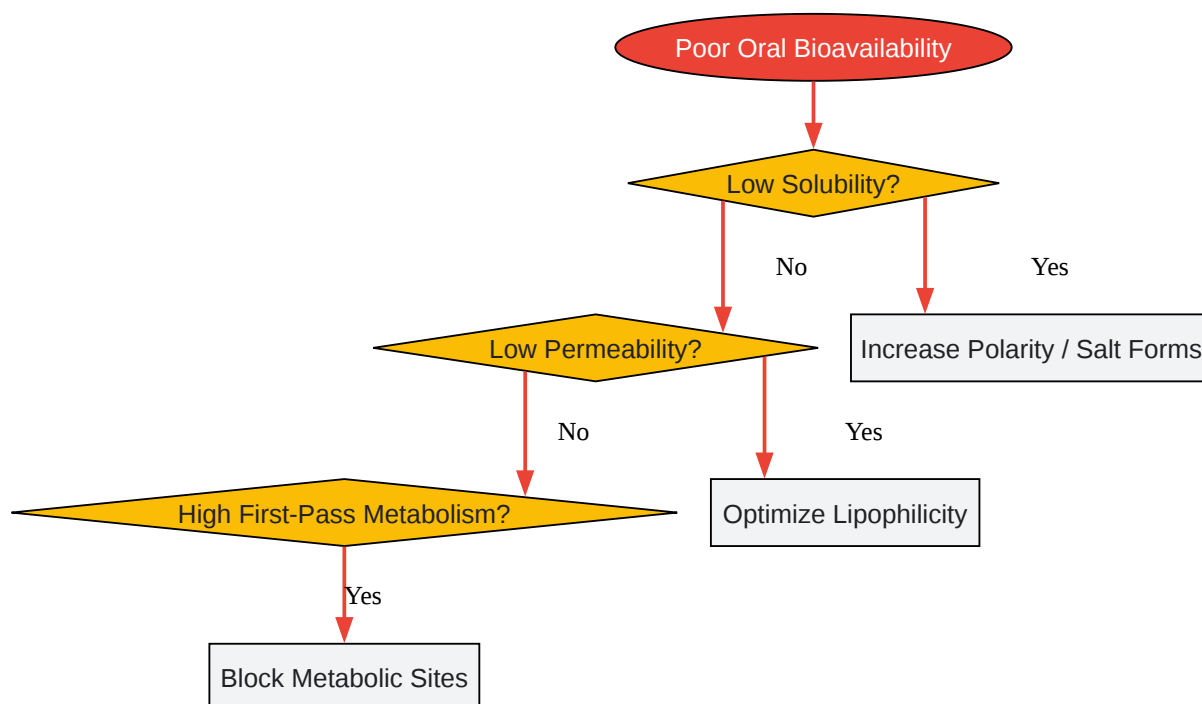 Poor Oral Bioavailability
Low Solubility?
No
Yes
Low Permeability?
Increase Polarity / Salt Forms
No
Yes
High First-Pass Metabolism?
Optimize Lipophilicity
Yes
Block Metabolic Sites